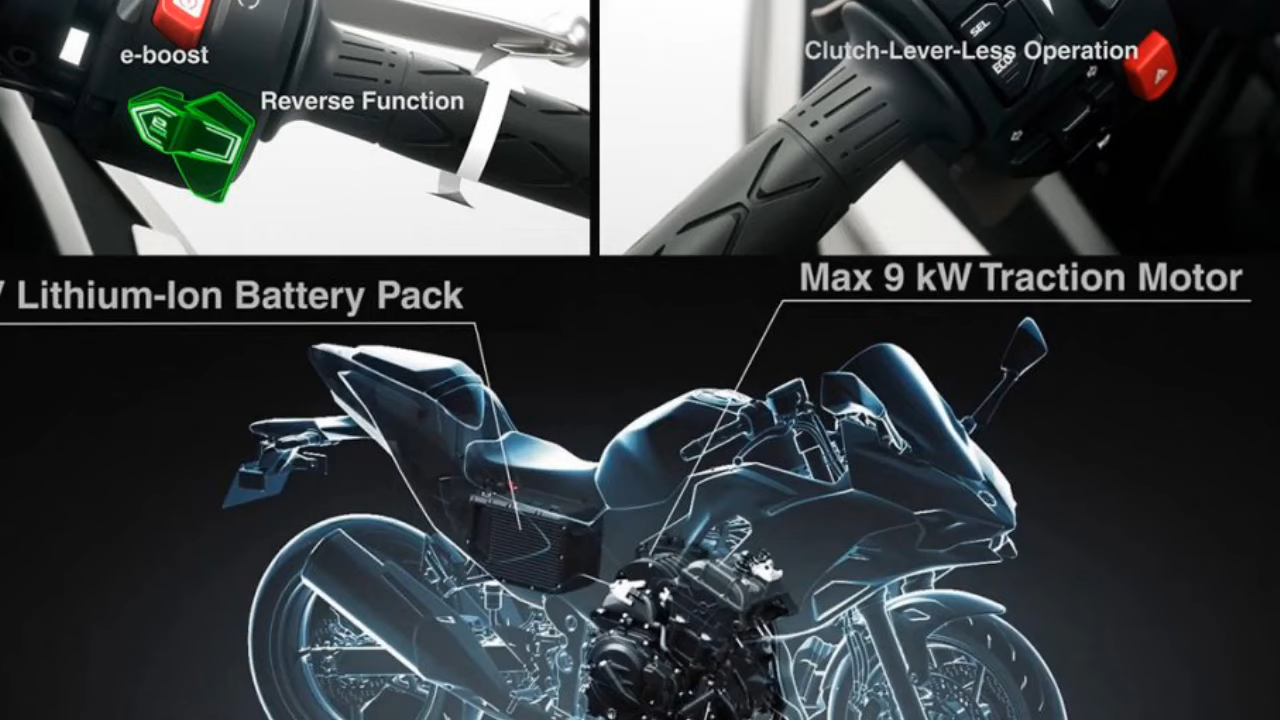 e-boost
Reverse Function
e
SEL
Clutch-Lever-Less Operation
ECO
Lithium-Ion Battery Pack
Max 9 kW Traction Motor